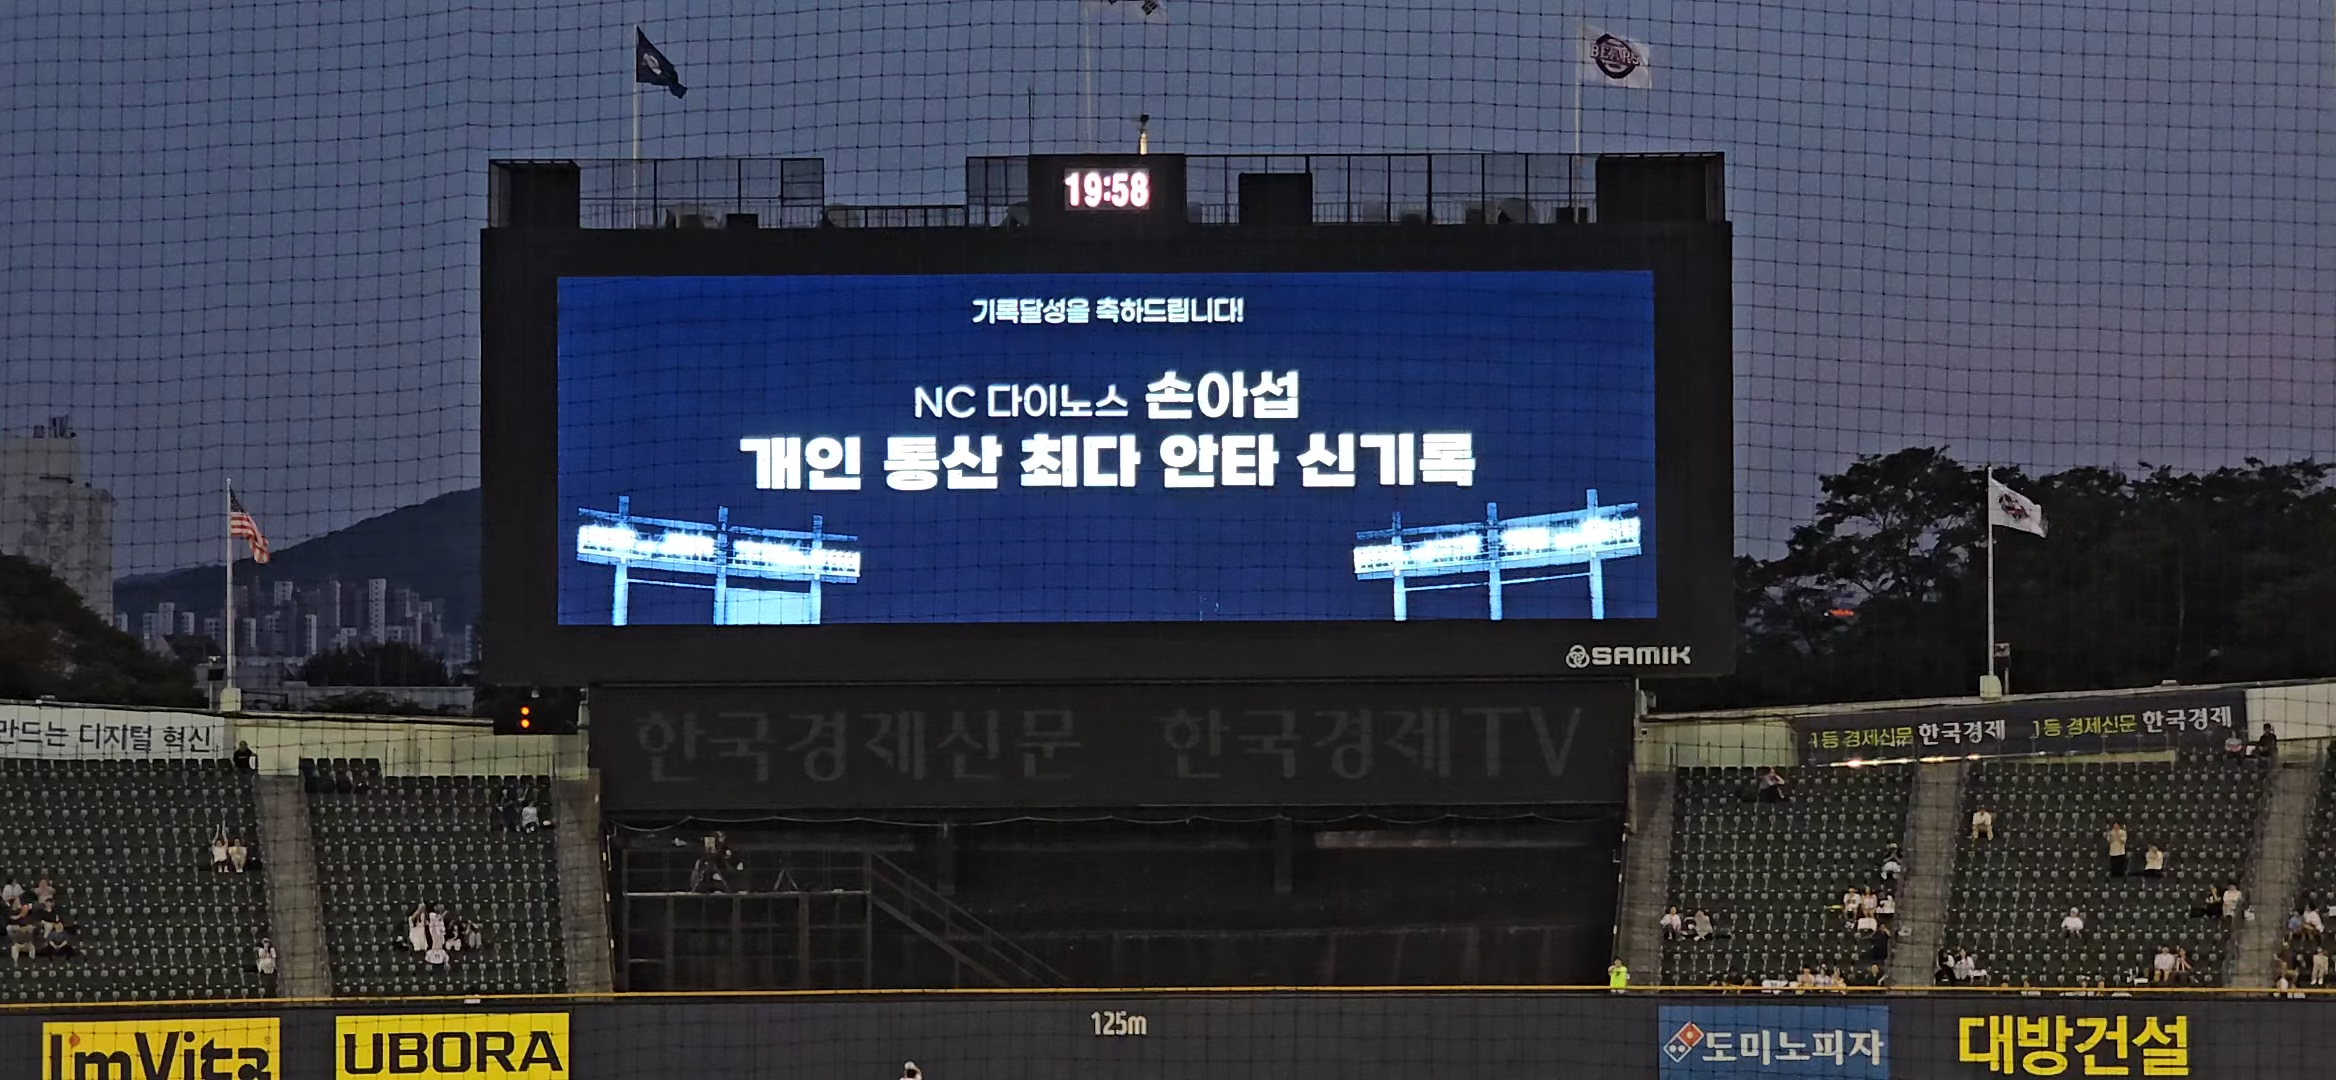 BEARS
19:58
기록달성을 축하드립니다!
NC 다이노스 손아섭
개인 통산 최다 안타 신기록
SAMIK
만드는 디지털 혁신
한국경제신문 한국경제TV
1등 경제신문 한국경제 1등 경제신문 한국경제
125m
I'mVita
UBORA
도미노피자
대방건설